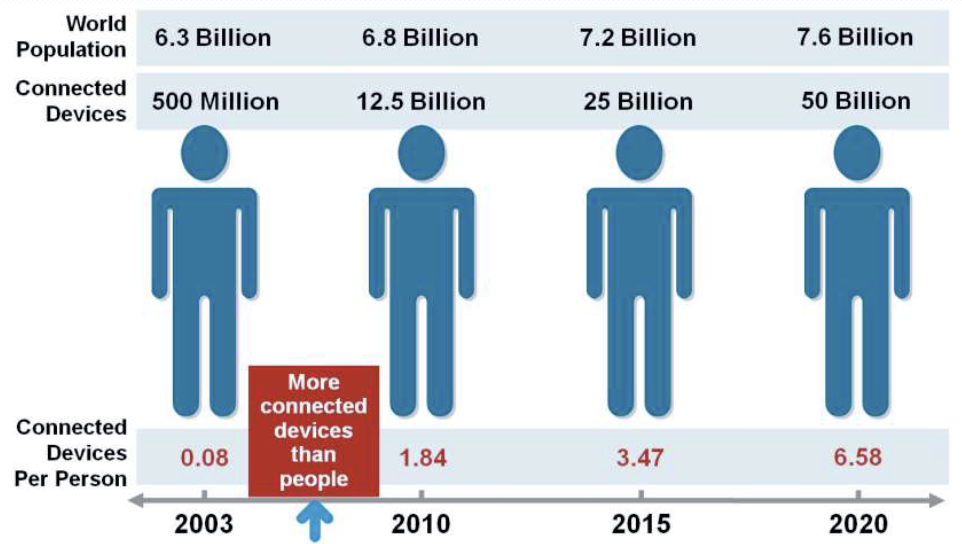 World
Population
6.3 Billion 6.8 Billion 7.2 Billion 7.6 Billion
Connected
Devices
500 Million 12.5 Billion 25 Billion 50 Billion
More
connected
devices
than
people
Connected
Devices
Per Person
0.08 1.84 3.47 6.58
2003 2010 2015 2020